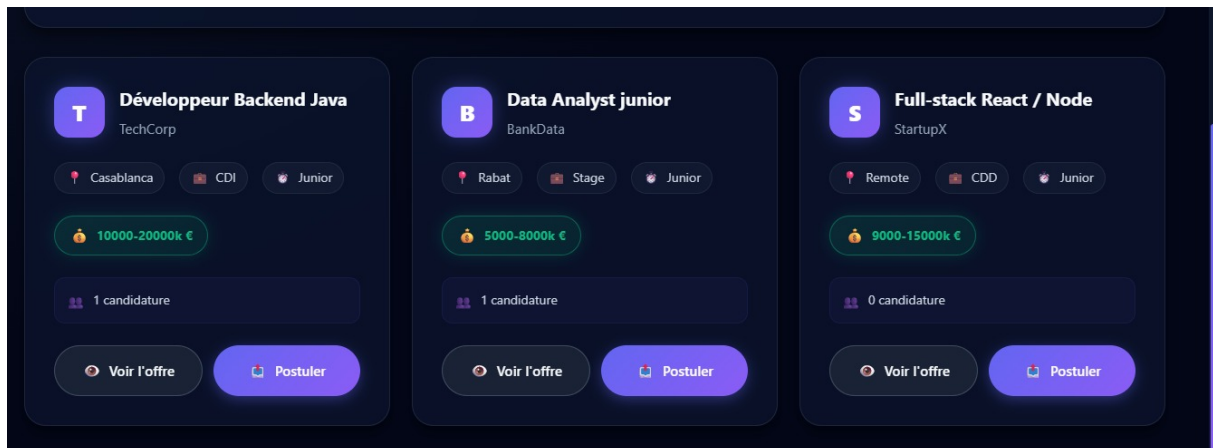 T
Développeur Backend Java
TechCorp
Casablanca
CDI
Junior
10000-20000k €
1 candidature
Voir l'offre
Postuler
B
Data Analyst junior
BankData
Rabat
Stage
Junior
5000-8000k €
1 candidature
Voir l'offre
Postuler
S
Full-stack React / Node
StartupX
Remote
CDD
Junior
9000-15000k €
0 candidature
Voir l'offre
Postuler